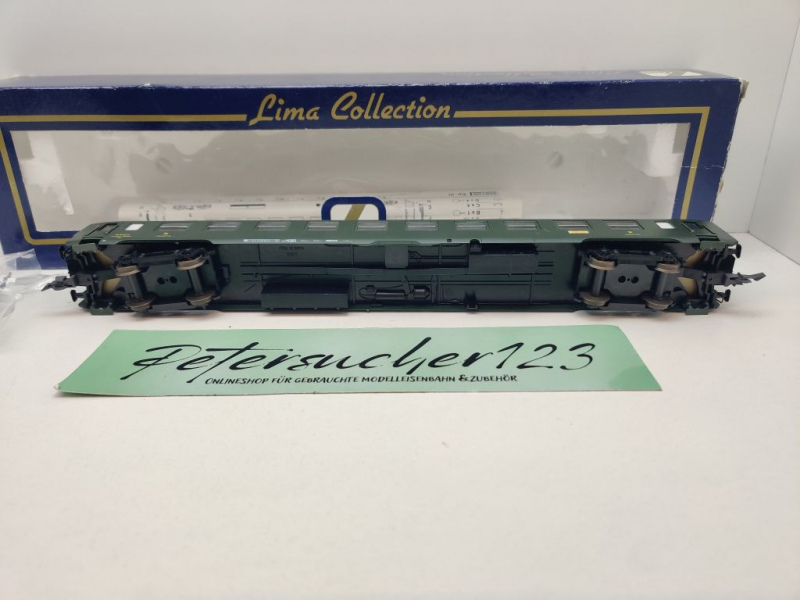 Lima Collection
Petersucher123
ONLINESHOP FÜR GEBRAUCHTE MODELLEISENBAHN & ZUBEHÖR